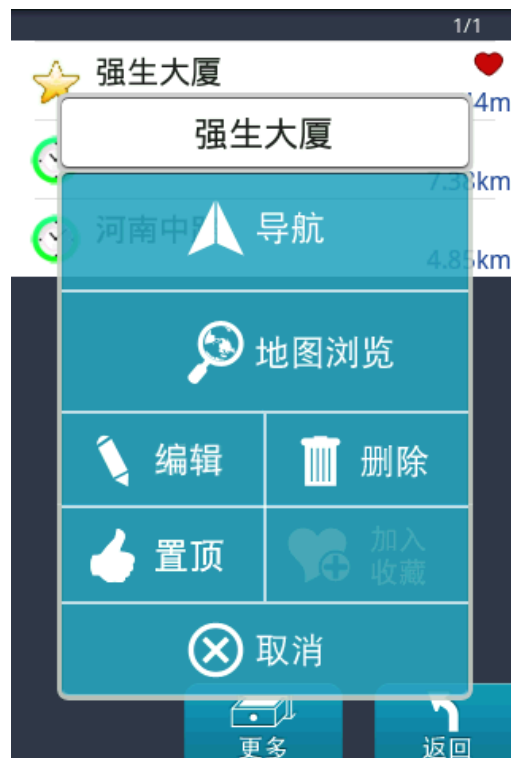 1/1
强生大厦
强生大厦
4m
7.38km
导航
河南中
4.85km
地图浏览
编辑
删除
置顶
加入
收藏
取消
更多
返回